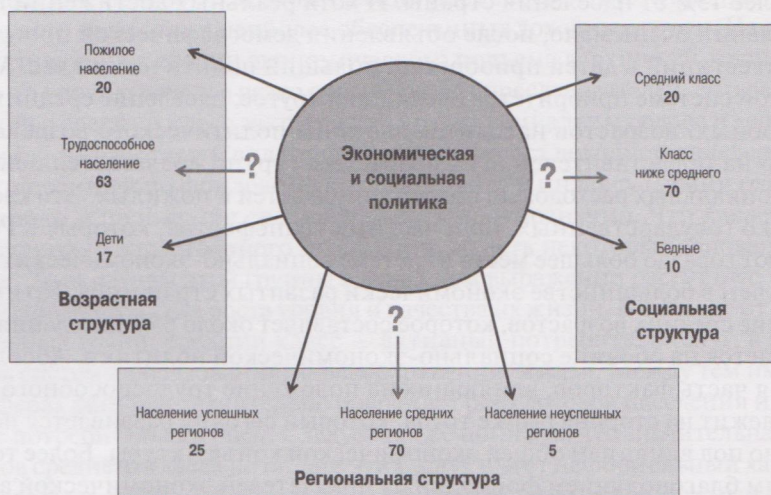 Пожилое
население
20
Трудоспособное
население
63
?
Дети
17
Возрастная
структура
Экономическая
и социальная
политика
Средний класс
20
?
Класс
ниже среднего
70
Бедные
10
Социальная
структура
?
Население успешных
регионов
25
Население средних
регионов
70
Население неуспешных
регионов
5
Региональная структура